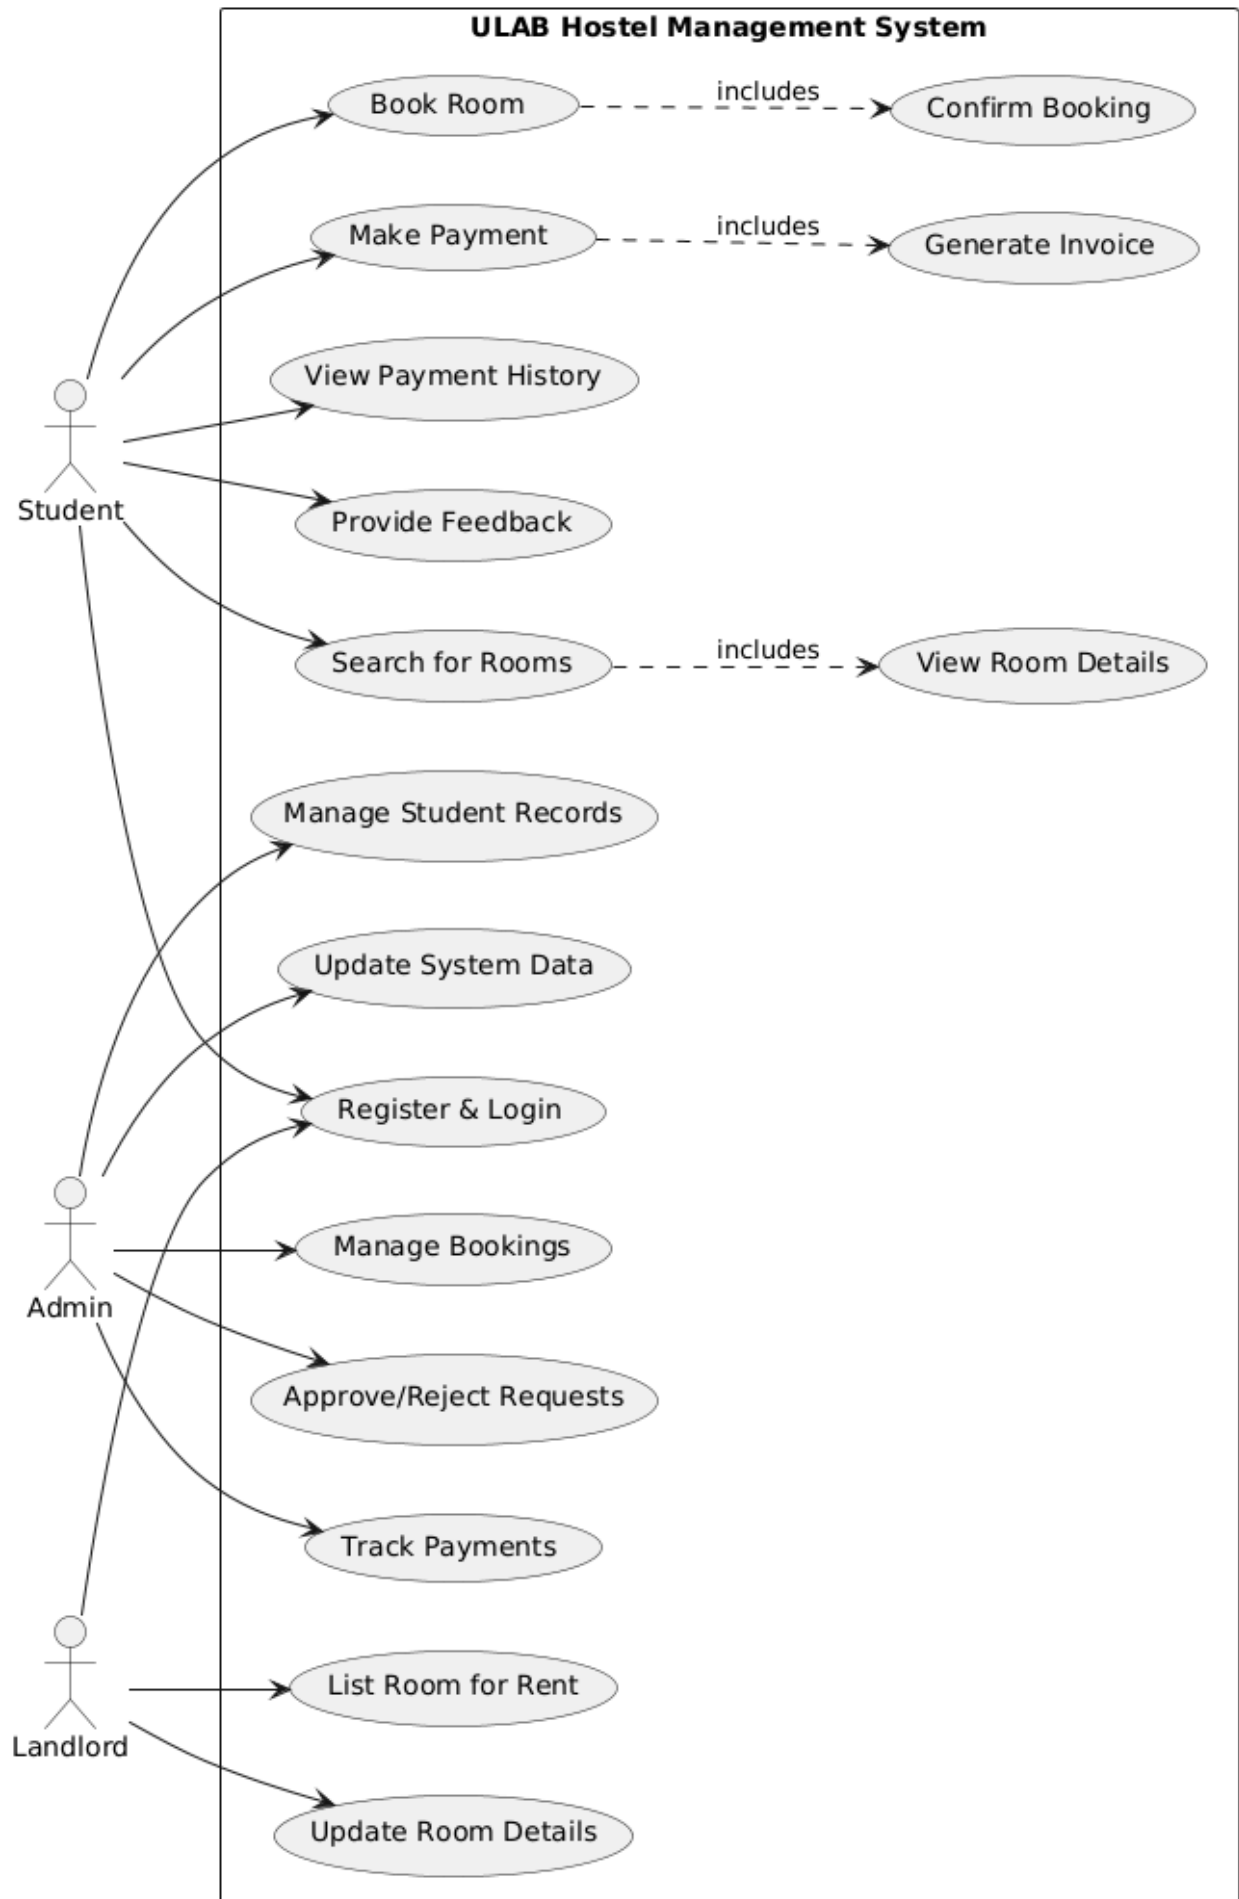 ULAB Hostel Management System
Book Room
includes
Confirm Booking
Make Payment
includes
Generate Invoice
View Payment History
Student
Provide Feedback
Search for Rooms
includes
View Room Details
Manage Student Records
Update System Data
Register & Login
Manage Bookings
Admin
Approve/Reject Requests
Track Payments
List Room for Rent
Landlord
Update Room Details